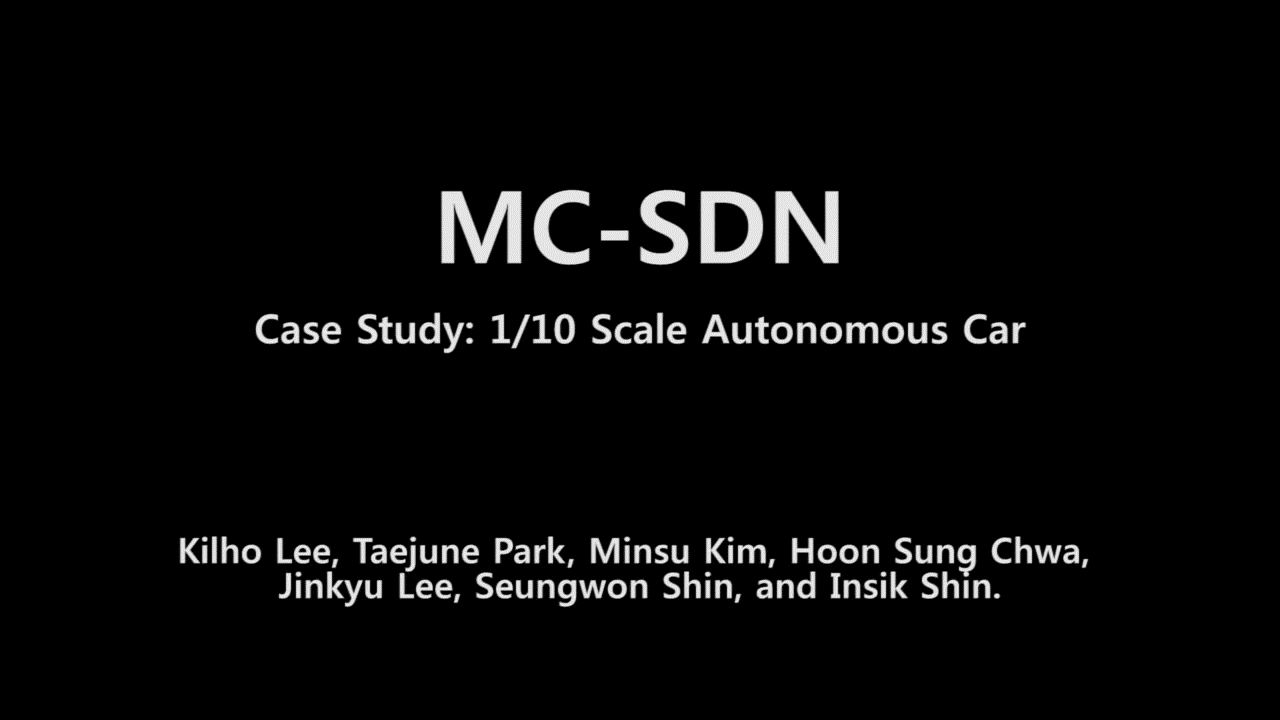 MC-SDN
Case Study: 1/10 Scale Autonomous Car
Kilho Lee, Taejune Park, Minsu Kim, Hoon Sung Chwa,
Jinkyu Lee, Seungwon Shin, and Insik Shin.